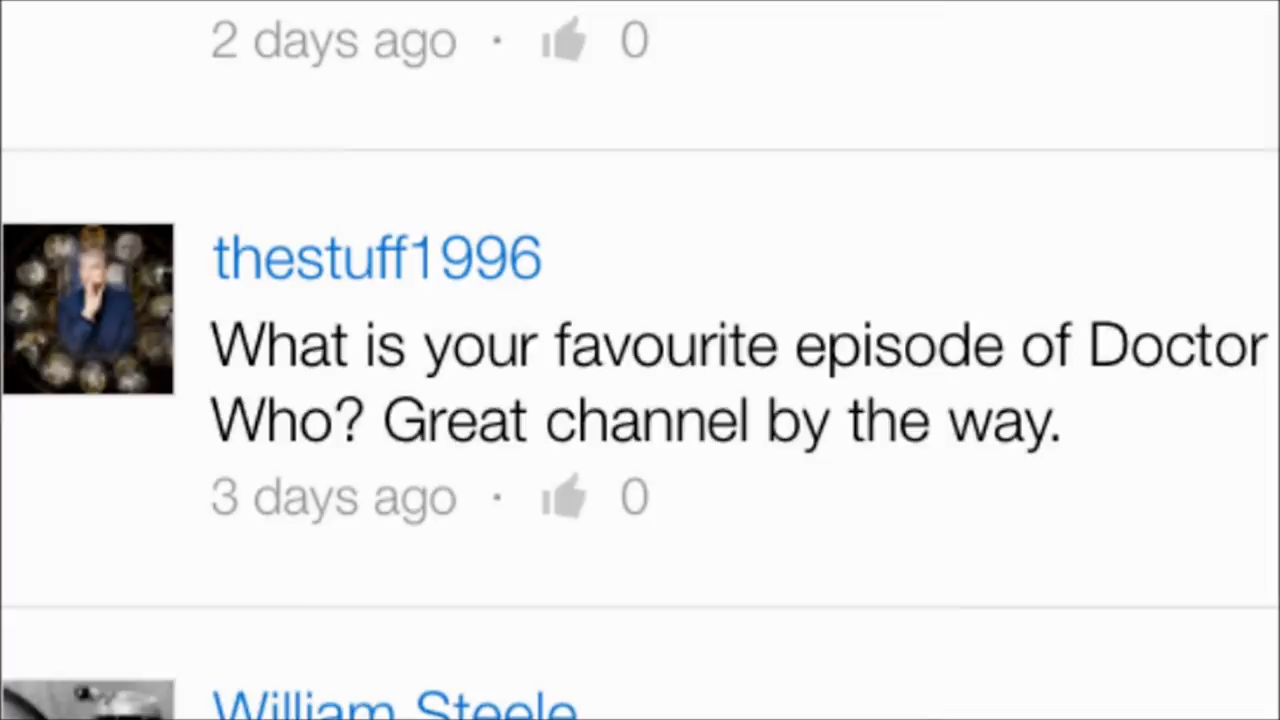 2 days ago · 0
thestuff1996
What is your favourite episode of Doctor
Who? Great channel by the way.
3 days ago · 0
William Steele